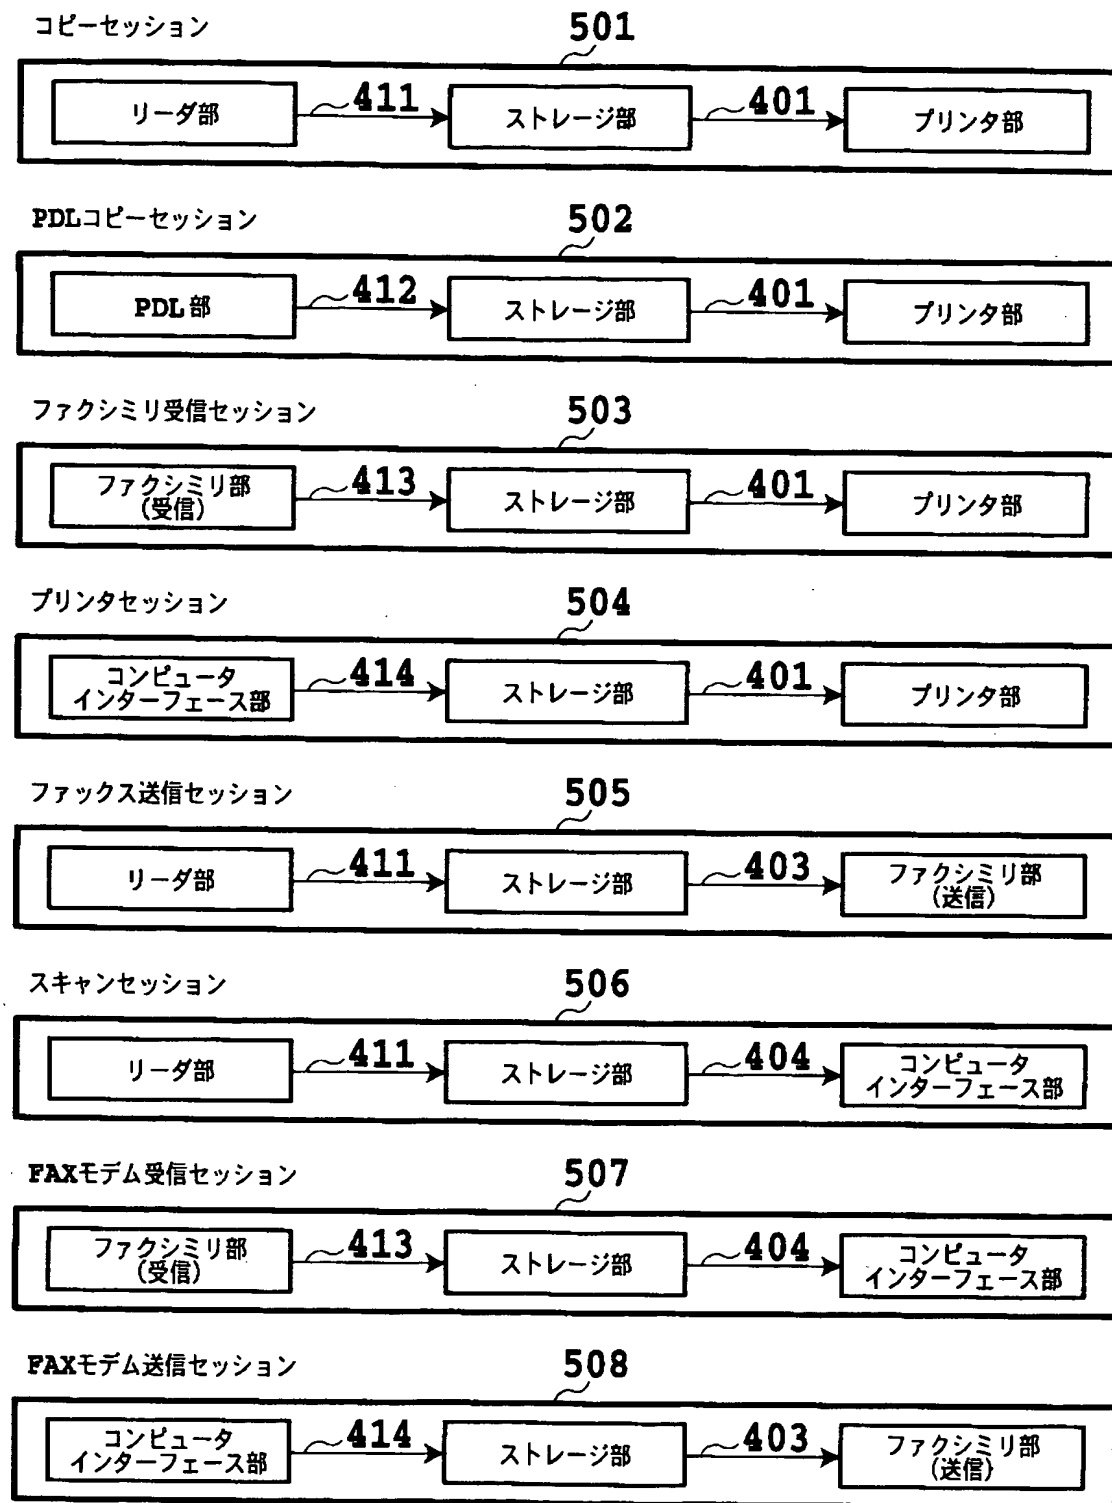 コピーセッション
501
リーダ部
411
ストレージ部
401
プリンタ部
PDLコピーセッション
502
PDL部
412
ストレージ部
401
プリンタ部
ファクシミリ受信セッション
503
ファクシミリ部
(受信)
413
ストレージ部
401
プリンタ部
プリンタセッション
504
コンピュータ
インターフェース部
414
ストレージ部
401
プリンタ部
ファックス送信セッション
505
リーダ部
411
ストレージ部
403
ファクシミリ部
(送信)
スキャンセッション
506
リーダ部
411
ストレージ部
404
コンピュータ
インターフェース部
FAXモデム受信セッション
507
ファクシミリ部
(受信)
413
ストレージ部
404
コンピュータ
インターフェース部
FAXモデム送信セッション
508
コンピュータ
インターフェース部
414
ストレージ部
403
ファクシミリ部
(送信)